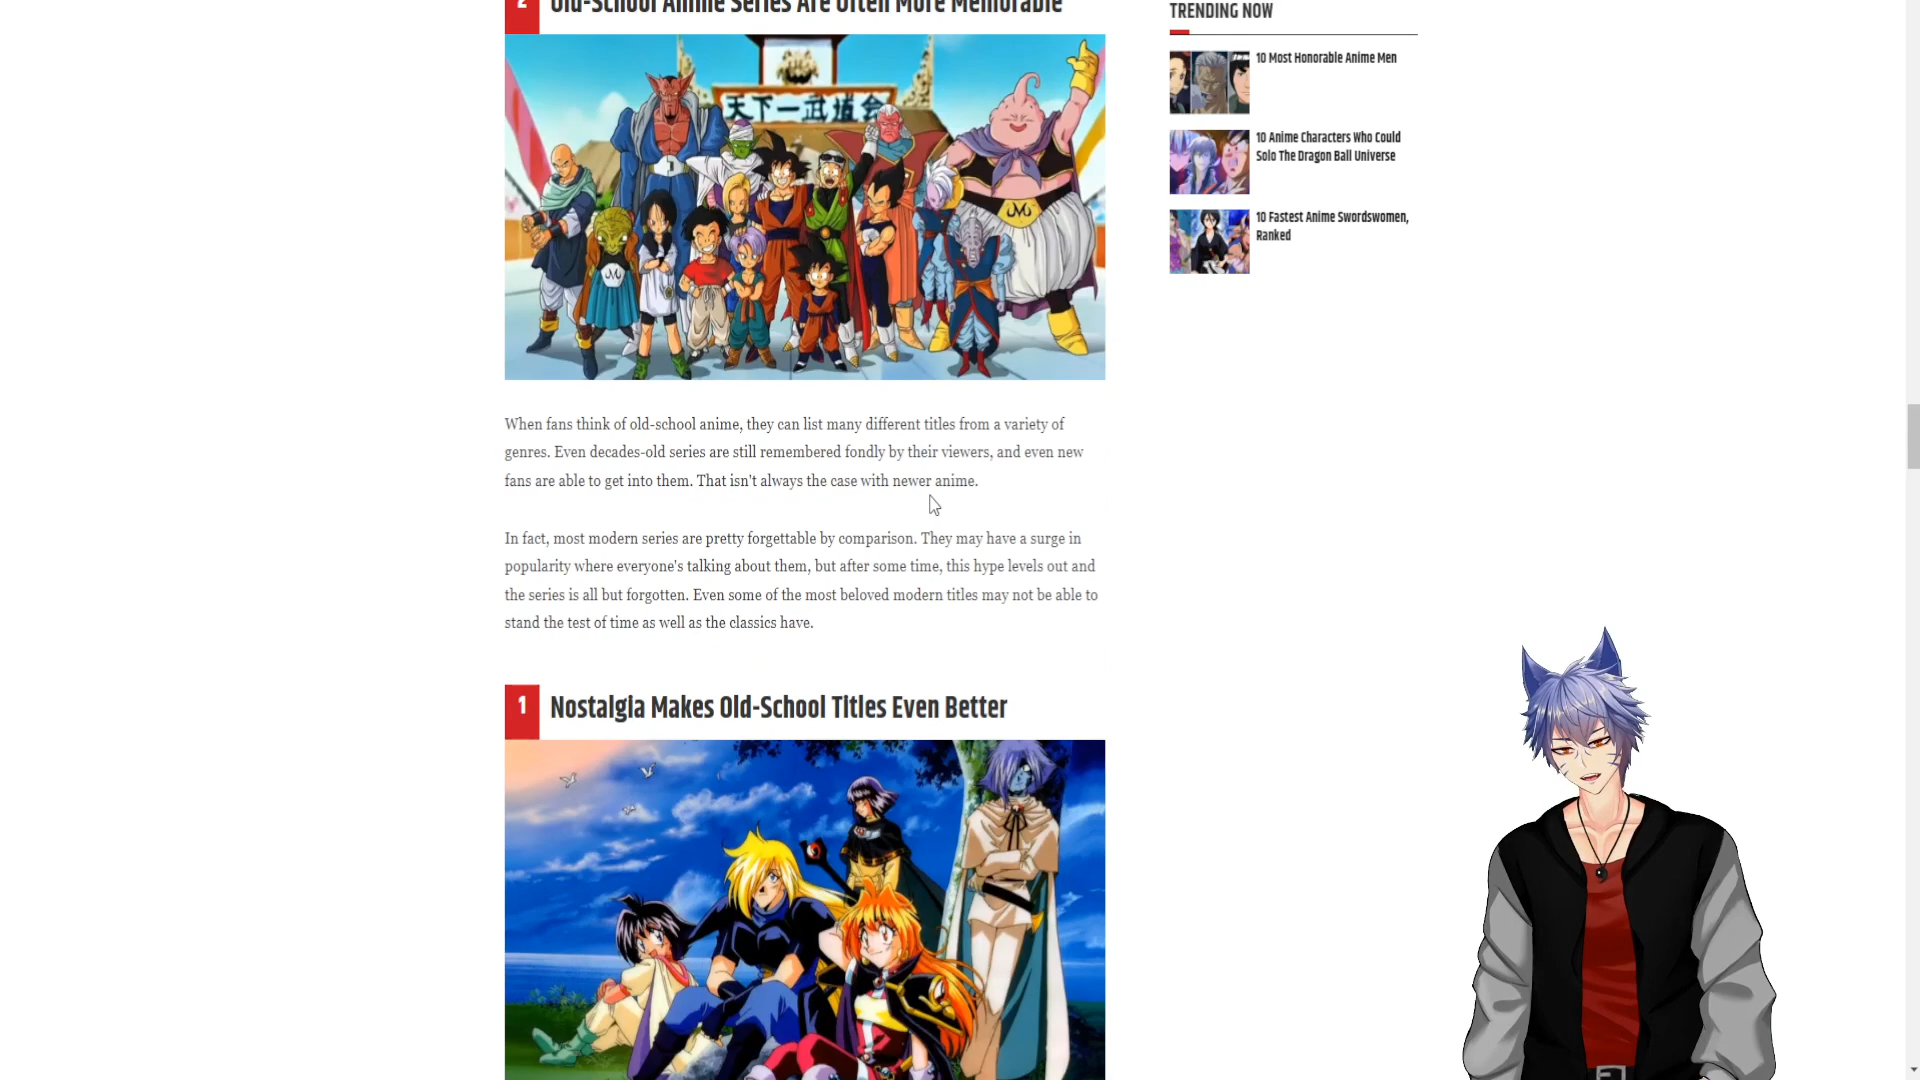 2 Old-School Anime Series Are Often More Memorable
天下一武道会
When fans think of old-school anime, they can list many different titles from a variety of
genres. Even decades-old series are still remembered fondly by their viewers, and even new
fans are able to get into them. That isn't always the case with newer anime.
In fact, most modern series are pretty forgettable by comparison. They may have a surge in
popularity where everyone's talking about them, but after some time, this hype levels out and
the series is all but forgotten. Even some of the most beloved modern titles may not be able to
stand the test of time as well as the classics have.
1 Nostalgia Makes Old-School Titles Even Better
TRENDING NOW
10 Most Honorable Anime Men
10 Anime Characters Who Could
Solo The Dragon Ball Universe
10 Fastest Anime Swordswomen,
Ranked